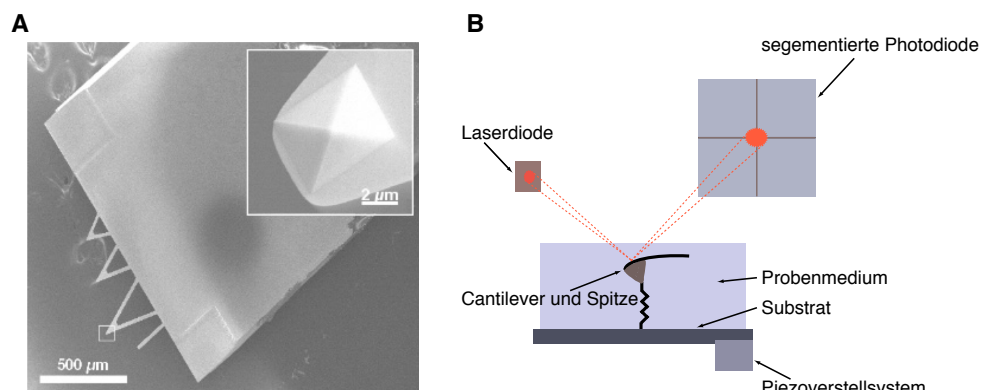 A
B
segementierte Photodiode
Laserdiode
2 µm
Cantilever und Spitze
Probenmedium
Substrat
500 µm
Piezoverstellsystem